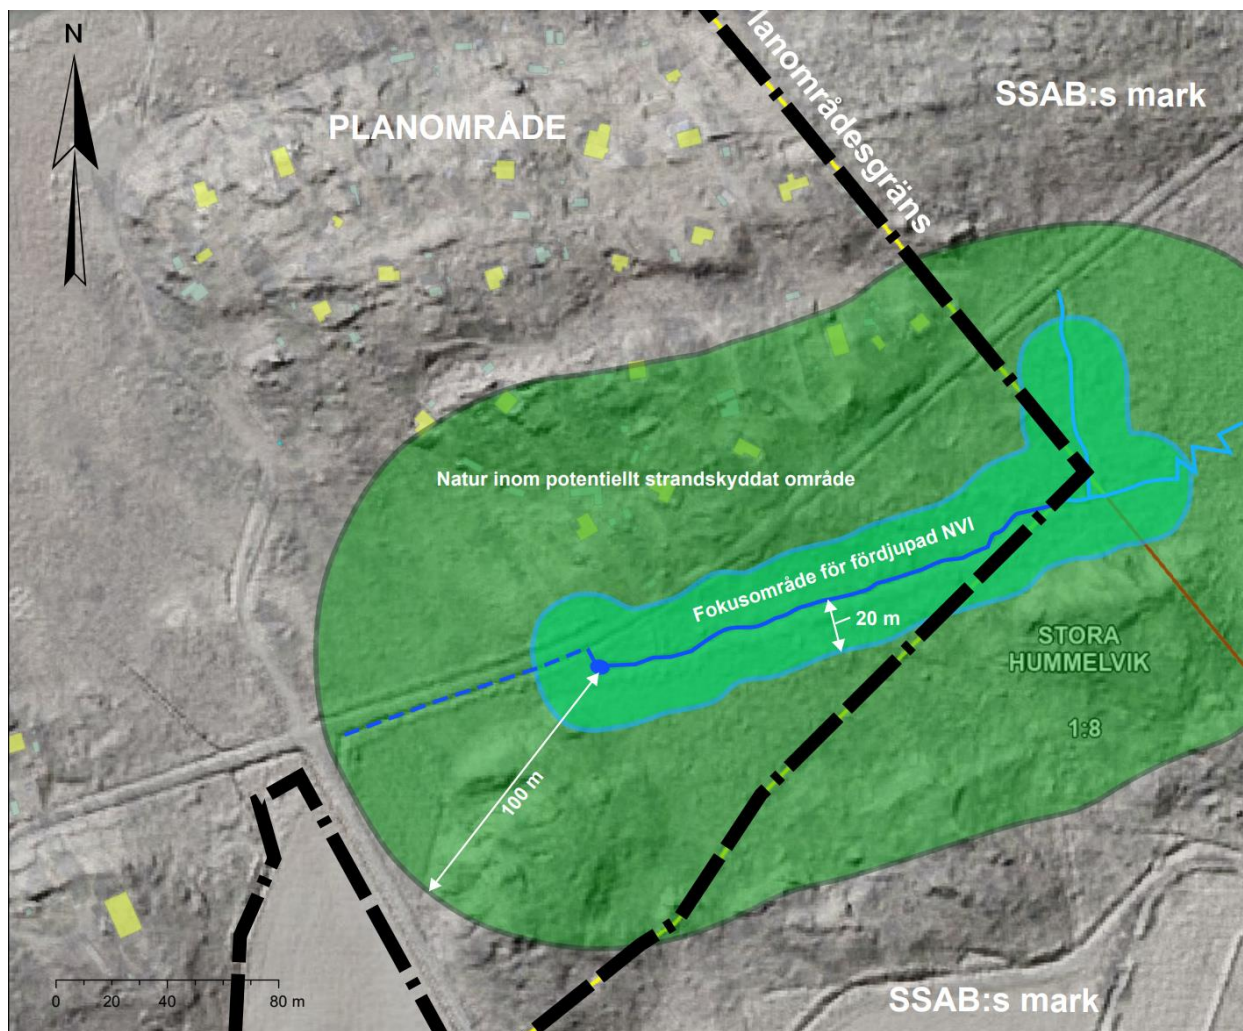 N
Planområdesgräns
SSAB:s mark
PLANOMRÅDE
Natur inom potentiellt strandskyddat område
Fokusområde för fördjupad NVI
20 m
STORA
HUMMELVIK
1:8
100 m
0 20 40 80 m
SSAB:s mark